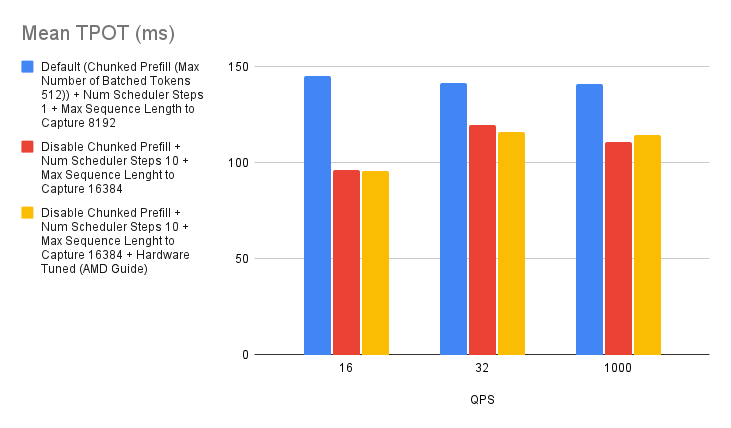 Mean TPOT (ms)
Default (Chunked Prefill (Max
Number of Batched Tokens
512)) + Num Scheduler Steps
1 + Max Sequence Length to
Capture 8192
Disable Chunked Prefill +
Num Scheduler Steps 10 +
Max Sequence Lenght to
Capture 16384
Disable Chunked Prefill +
Num Scheduler Steps 10 +
Max Sequence Lenght to
Capture 16384 + Hardware
Tuned (AMD Guide)
150
100
50
0
16
32
1000
QPS